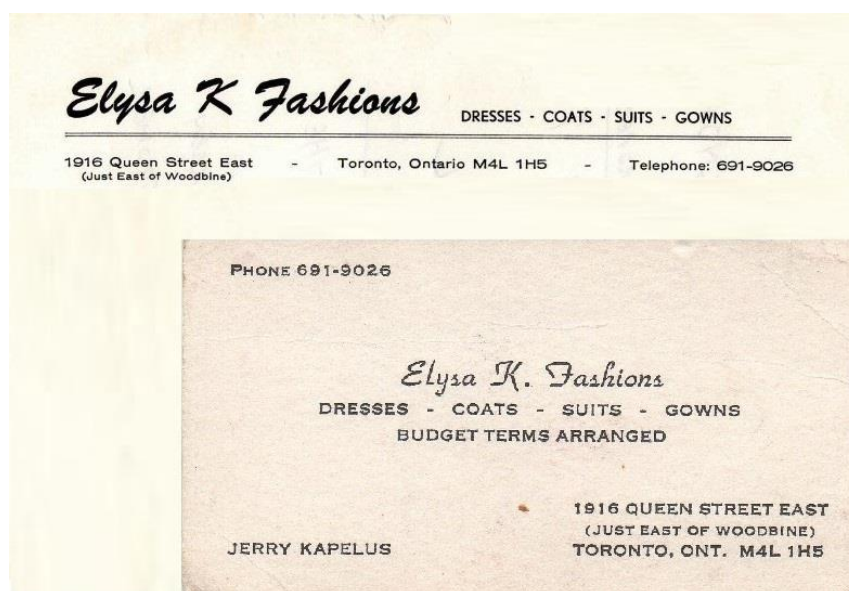 Elysa K Fashions DRESSES - COATS - SUITS - GOWNS
1916 Queen Street East - Toronto, Ontario M4L 1H5 - Telephone: 691-9026
(Just East of Woodbine)
PHONE 691-9026
Elysa K. Fashions
DRESSES - COATS - SUITS - GOWNS
BUDGET TERMS ARRANGED
1916 QUEEN STREET EAST
(JUST EAST OF WOODBINE)
JERRY KAPELUS TORONTO, ONT. M4L 1H5